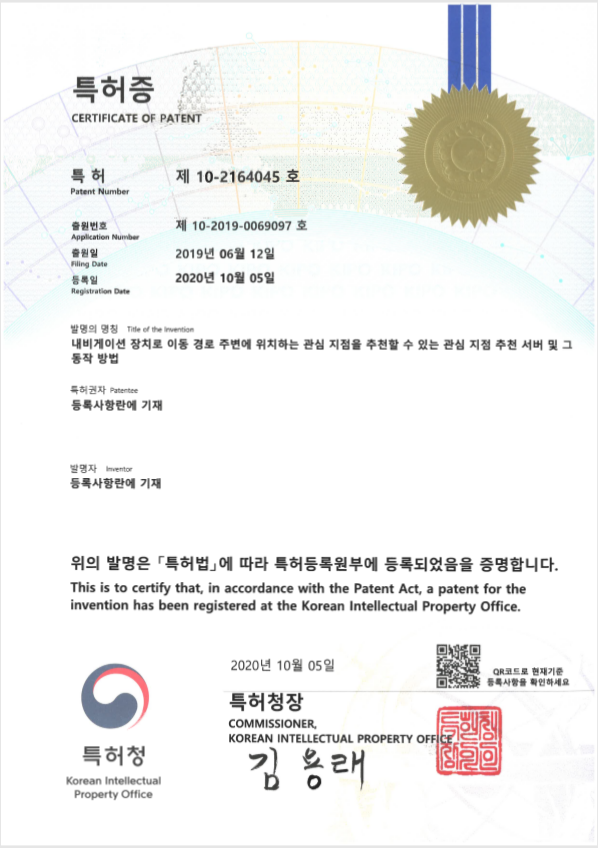 특허증
CERTIFICATE OF PATENT
특 허
Patent Number
제 10-2164045 호
출원번호
Application Number
제 10-2019-0069097 호
출원일
Filing Date
2019년 06월 12일
등록일
Registration Date
2020년 10월 05일
발명의 명칭 Title of the Invention
내비게이션 장치로 이동 경로 주변에 위치하는 관심 지점을 추천할 수 있는 관심 지점 추천 서버 및 그
동작 방법
특허권자 Patentee
등록사항란에 기재
발명자 Inventor
등록사항란에 기재
위의 발명은 「특허법」에 따라 특허등록원부에 등록되었음을 증명합니다.
This is to certify that, in accordance with the Patent Act, a patent for the
invention has been registered at the Korean Intellectual Property Office.
2020년 10월 05일
QR코드로 현재기준
등록사항을 확인하세요
특허청장
COMMISSIONER,
KOREAN INTELLECTUAL PROPERTY OFFICE
김용래
특허청장의인
특허청
Korean Intellectual
Property Office